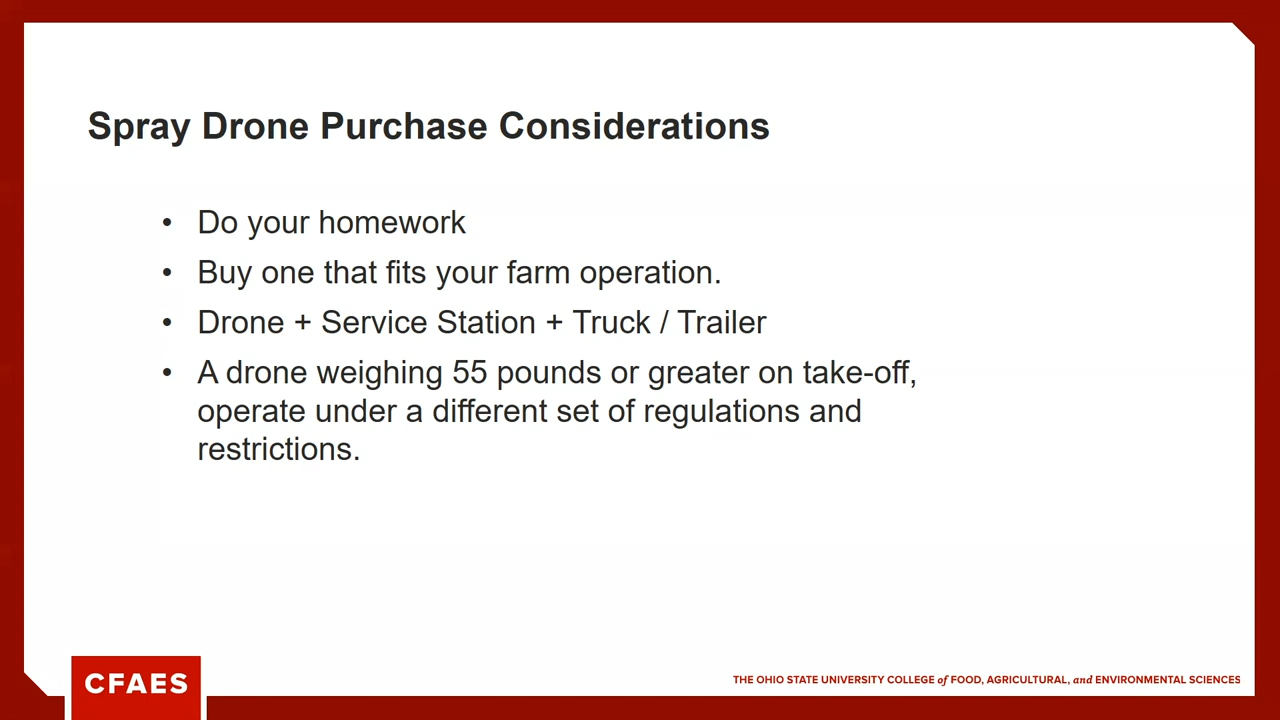 Spray Drone Purchase Considerations
• Do your homework
• Buy one that fits your farm operation.
• Drone + Service Station + Truck / Trailer
• A drone weighing 55 pounds or greater on take-off,
operate under a different set of regulations and
restrictions.
CFAES
THE OHIO STATE UNIVERSITY COLLEGE of FOOD, AGRICULTURAL, and ENVIRONMENTAL SCIENCES